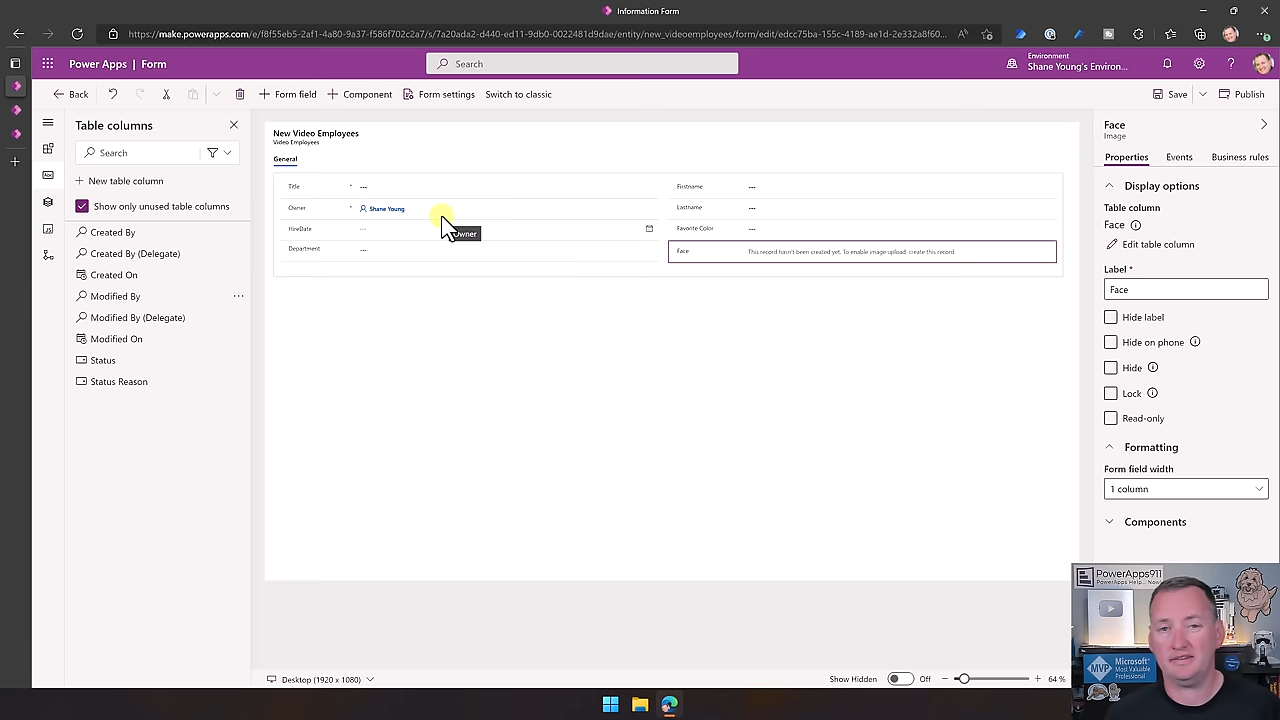 Information Form
https://make.powerapps.com/e/f8f55eb5-2af1-4a80-9a37-f586f702c2a7/s/7a20ada2-d440-ed11-9db0-0022481d9dae/entity/new_videoemployees/form/edit/edcc75ba-155c-4189-ae1d-2e332a8f60...
Power Apps | Form
Search
Environment
Shane Young's Environ...
Back
Form field
Component
Form settings
Switch to classic
Save
Publish
Table columns
Search
New table column
Show only unused table columns
Created By
Created By (Delegate)
Created On
Modified By
Modified By (Delegate)
Modified On
Status
Status Reason
New Video Employees
Video Employees
General
Title * ---
Owner * Shane Young
Owner
HireDate ---
Department ---
Firstname ---
Lastname ---
Favorite Color ---
Face This record hasn't been created yet. To enable image upload, create this record.
Desktop (1920 x 1080)
Show Hidden Off
64 %
Face
Image
Properties Events Business rules
Display options
Table column
Face
Edit table column
Label *
Face
Hide label
Hide on phone
Hide
Lock
Read-only
Formatting
Form field width
1 column
Components
PowerApps911
PowerApps Help... Now!
MVP Microsoft
Most Valuable
Professional